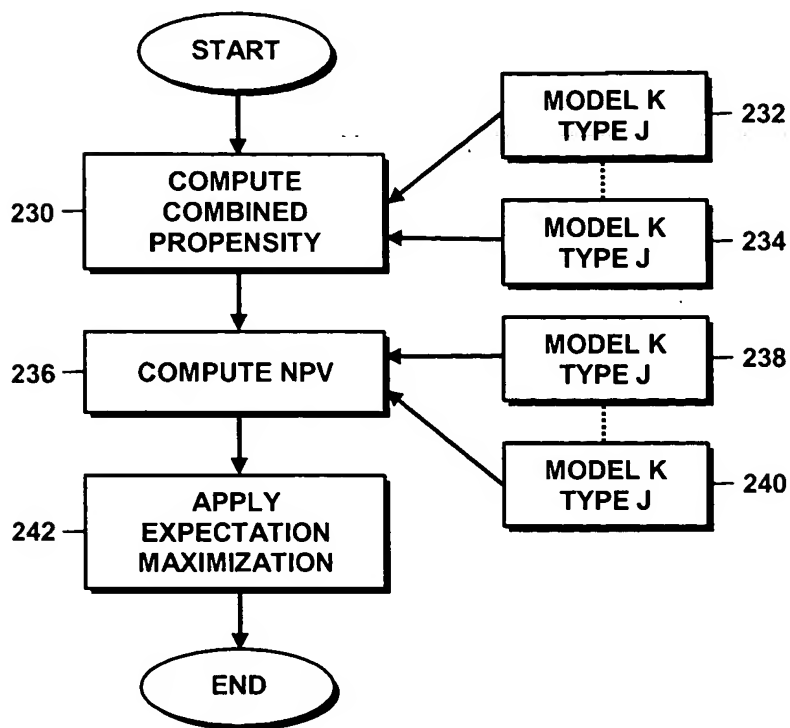 START
MODEL K
TYPE J
232
COMPUTE
COMBINED
PROPENSITY
230
MODEL K
TYPE J
234
COMPUTE NPV
236
MODEL K
TYPE J
238
MODEL K
TYPE J
240
APPLY
EXPECTATION
MAXIMIZATION
242
END